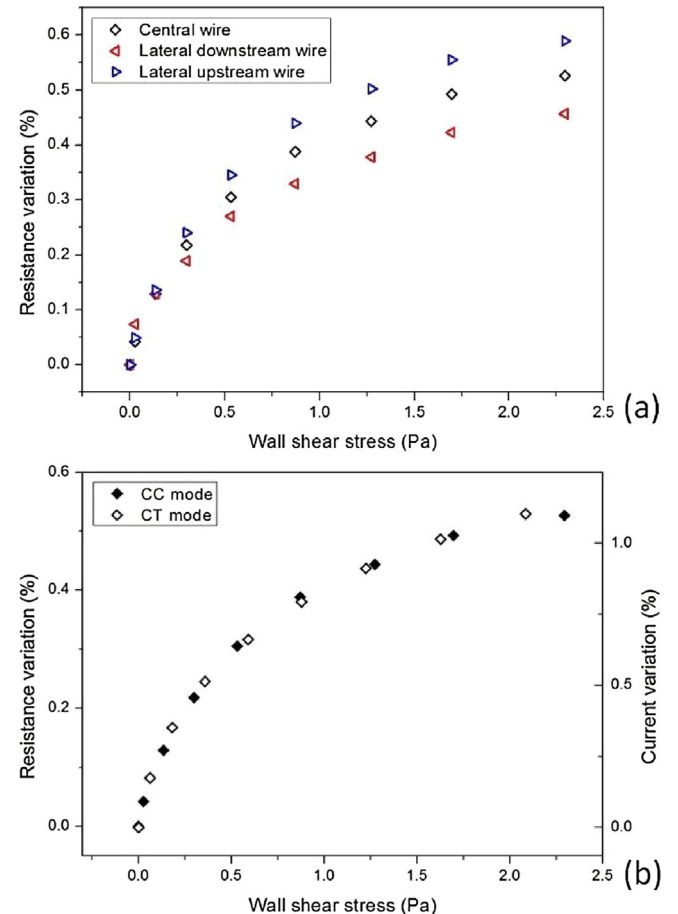 Central wire
Lateral downstream wire
Lateral upstream wire
Resistance variation (%)
0.6
0.5
0.4
0.3
0.2
0.1
0.0
0.0 0.5 1.0 1.5 2.0 2.5
Wall shear stress (Pa)
(a)
CC mode
CT mode
Resistance variation (%)
0.6
0.4
0.2
0.0
1.0
0.5
0.0
Current variation (%)
0.0 0.5 1.0 1.5 2.0 2.5
Wall shear stress (Pa)
(b)